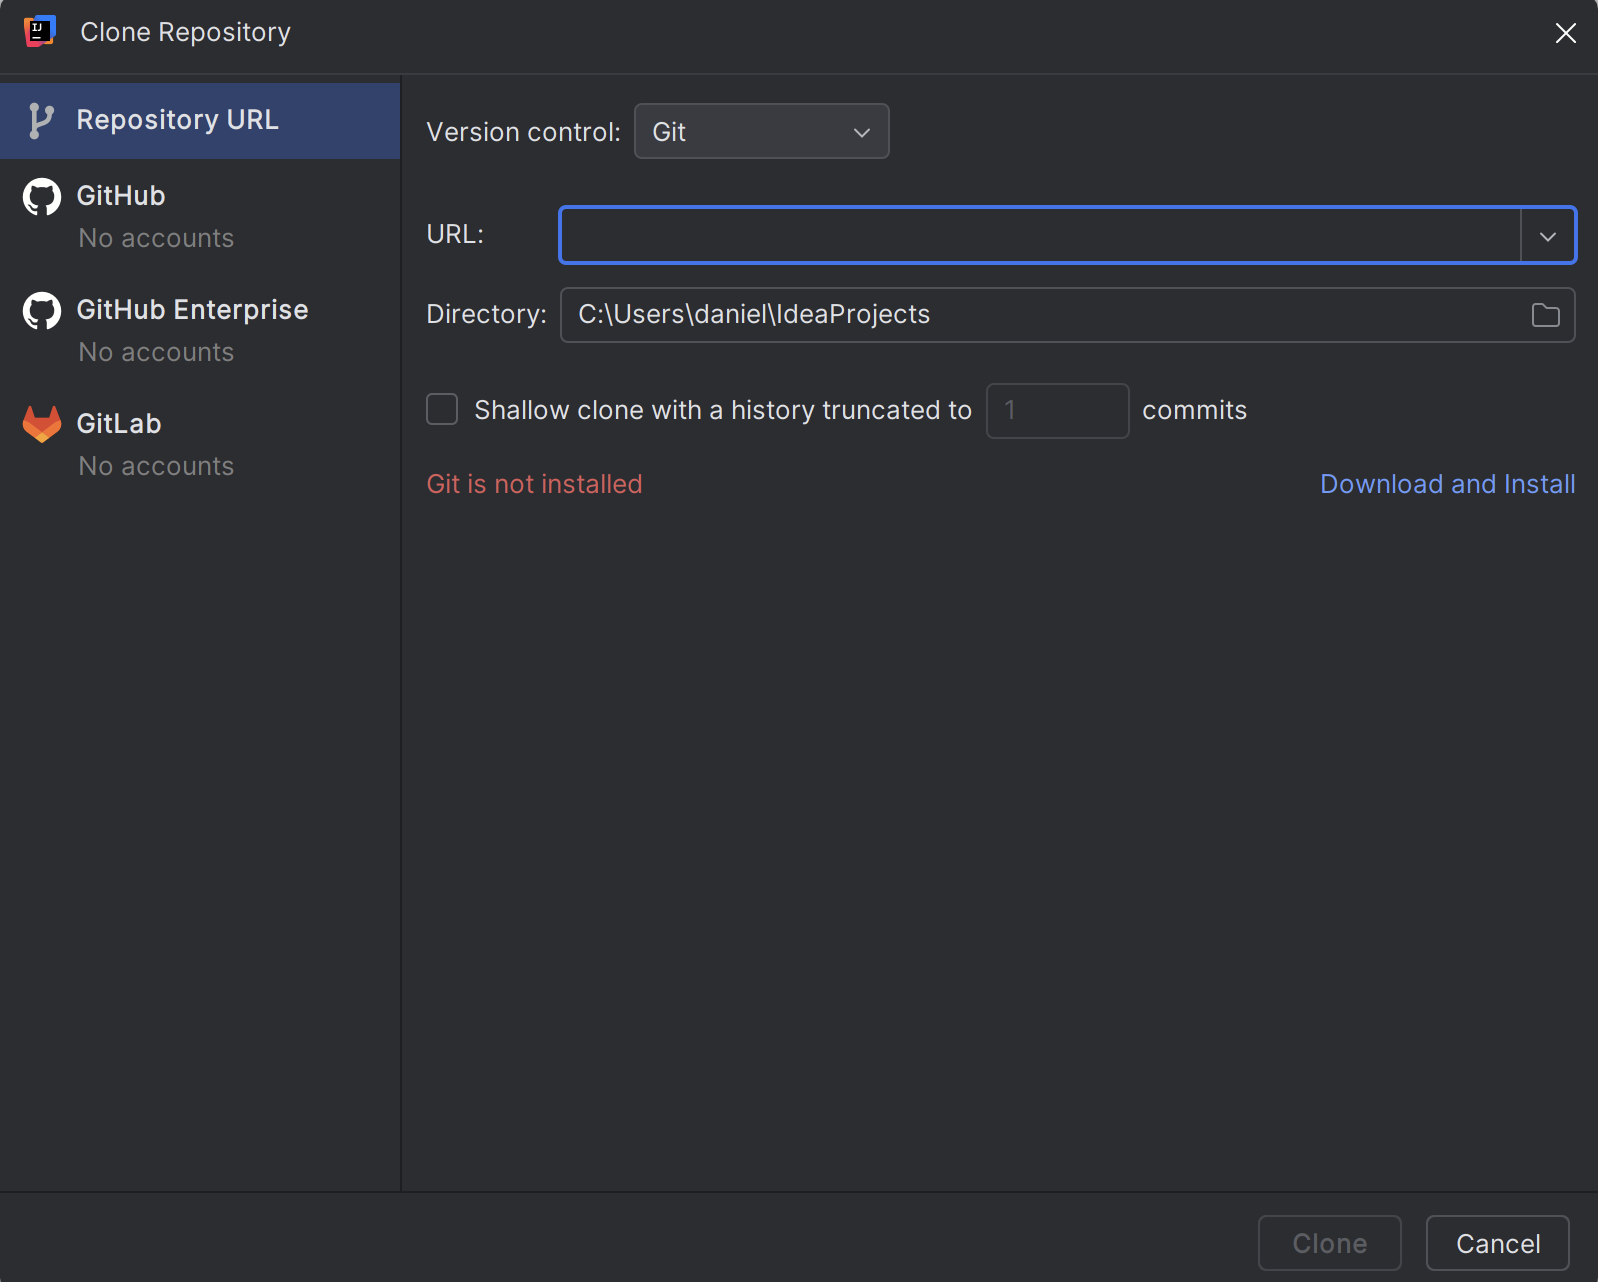 IJ
Clone Repository
Repository URL
GitHub
No accounts
GitHub Enterprise
No accounts
GitLab
No accounts
Version control: Git
URL:
Directory: C:\Users\daniel\IdeaProjects
Shallow clone with a history truncated to 1 commits
Git is not installed Download and Install
Clone Cancel